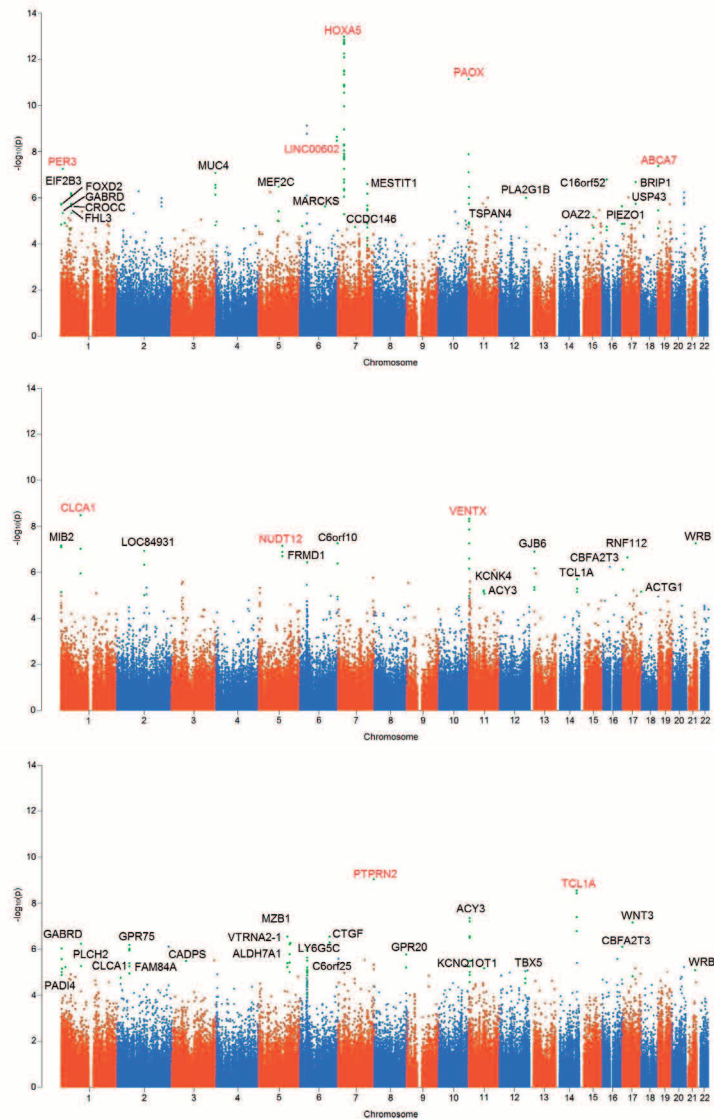 14
HOXA5
12
PAOX
10
LINC00602
PER3
ABCA7
8
MUC4
EIF2B3
FOXD2
MEF2C
MESTIT1
C16orf52
BRIP1
GABRD
MARCKS
PLA2G1B
USP43
6
CROCC
FHL3
CCDC146
TSPAN4
OAZ2
PIEZO1
4
2
0
-log10(p)
1 2 3 4 5 6 7 8 9 10 11 12 13 14 15 16 17 18 19 20 21 22
Chromosome
14
12
10
CLCA1
VENTX
8
MIB2
LOC84931
NUDT12
C6orf10
GJB6
RNF112
WRB
FRMD1
CBFA2T3
6
KCNK4
TCL1A
ACY3
ACTG1
4
2
0
-log10(p)
1 2 3 4 5 6 7 8 9 10 11 12 13 14 15 16 17 18 19 20 21 22
Chromosome
14
12
10
PTPRN2
TCL1A
8
MZB1
ACY3
WNT3
GABRD
GPR75
VTRNA2-1
CTGF
CBFA2T3
6
PLCH2
CADPS
ALDH7A1
LY6G5C
GPR20
CLCA1
FAM84A
C6orf25
KCNQ1OT1
TBX5
WRB
PADI4
4
2
0
-log10(p)
1 2 3 4 5 6 7 8 9 10 11 12 13 14 15 16 17 18 19 20 21 22
Chromosome